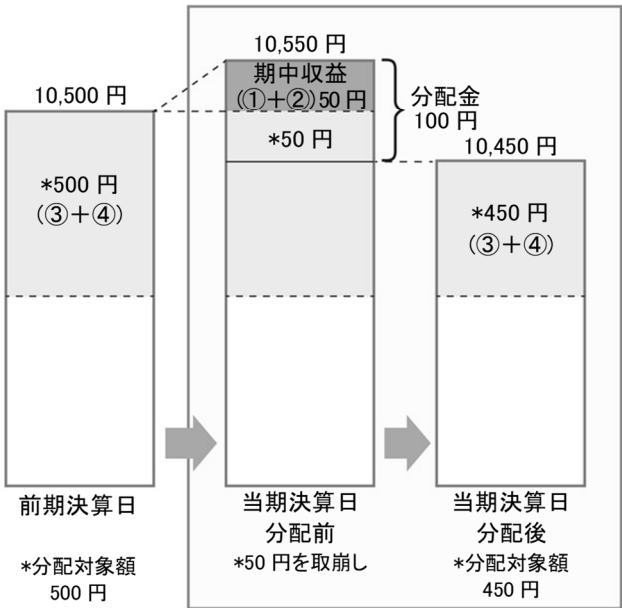 10,500 円
*500 円
(③＋④)
前期決算日
*分配対象額
500 円
10,550 円
期中収益
(①＋②)50 円
*50 円
分配金
100 円
当期決算日
分配前
*50 円を取崩し
10,450 円
*450 円
(③＋④)
当期決算日
分配後
*分配対象額
450 円